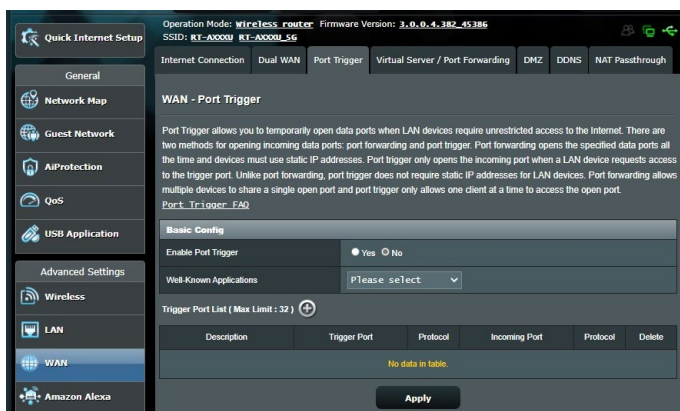 Operation Mode: Wireless router Firmware Version: 3.0.0.4.382_45386
SSID: RT-AXXXU RT-AXXXU_5G
Quick Internet Setup
General
Network Map
Guest Network
AiProtection
QoS
USB Application
Advanced Settings
Wireless
LAN
WAN
Amazon Alexa
Internet Connection Dual WAN Port Trigger Virtual Server / Port Forwarding DMZ DDNS NAT Passthrough
WAN - Port Trigger
Port Trigger allows you to temporarily open data ports when LAN devices require unrestricted access to the Internet. There are
two methods for opening incoming data ports: port forwarding and port trigger. Port forwarding opens the specified data ports all
the time and devices must use static IP addresses. Port trigger only opens the incoming port when a LAN device requests access
to the trigger port. Unlike port forwarding, port trigger does not require static IP addresses for LAN devices. Port forwarding allows
multiple devices to share a single open port and port trigger only allows one client at a time to access the open port.
Port Trigger FAQ
Basic Config
Enable Port Trigger Yes No
Well-Known Applications Please select
Trigger Port List ( Max Limit : 32 )
Description Trigger Port Protocol Incoming Port Protocol Delete
No data in table.
Apply